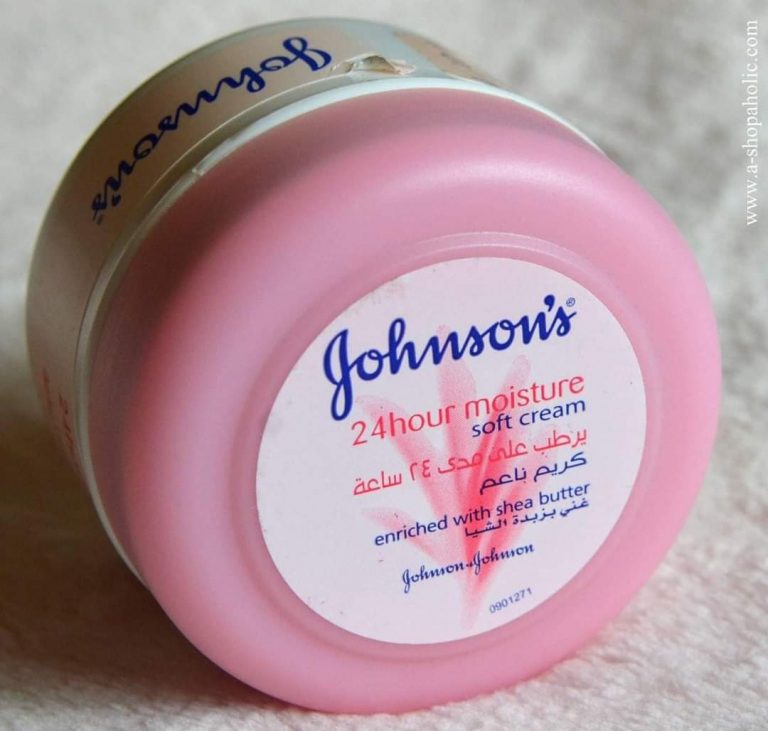 Johnson's
www.a-shopaholic.com
Johnson's®
24hour moisture
soft cream
يرطب على مدى ٢٤ ساعة
كريم ناعم
enriched with shea butter
غني بزبدة الشيا
Johnson & Johnson
0901271